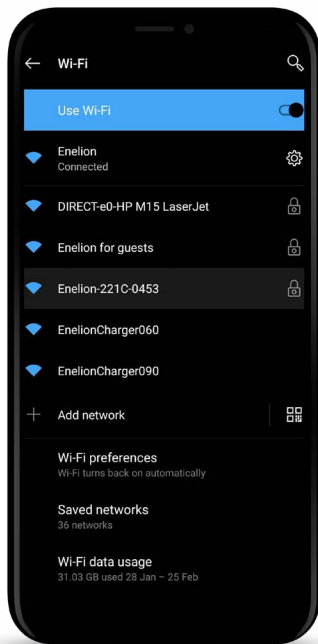 Wi-Fi
Use Wi-Fi
Enelion
Connected
DIRECT-e0-HP M15 LaserJet
Enelion for guests
Enelion-221C-0453
EnelionCharger060
EnelionCharger090
Add network
Wi-Fi preferences
Wi-Fi turns back on automatically
Saved networks
36 networks
Wi-Fi data usage
31.03 GB used 28 Jan – 25 Feb